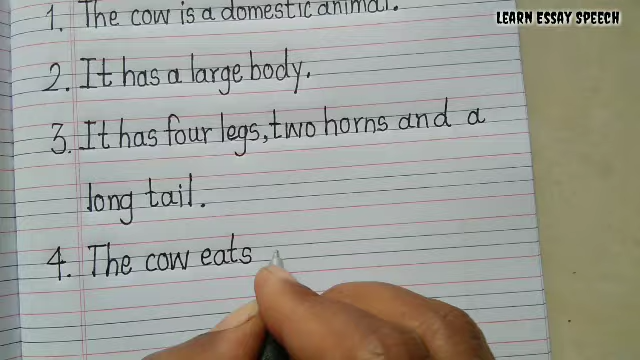 LEARN ESSAY SPEECH
1. The cow is a domestic animal.
2. It has a large body.
3. It has four legs, two horns and a
long tail.
4. The cow eats